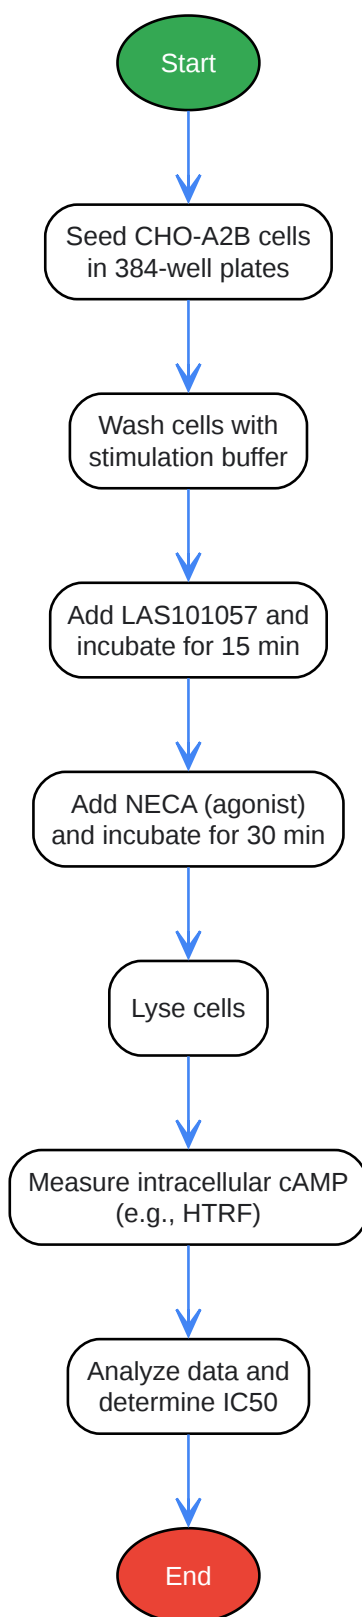 Start
Seed CHO-A2B cells
in 384-well plates
Wash cells with
stimulation buffer
Add LAS101057 and
incubate for 15 min
Add NECA (agonist)
and incubate for 30 min
Lyse cells
Measure intracellular cAMP
(e.g., HTRF)
Analyze data and
determine IC50
End